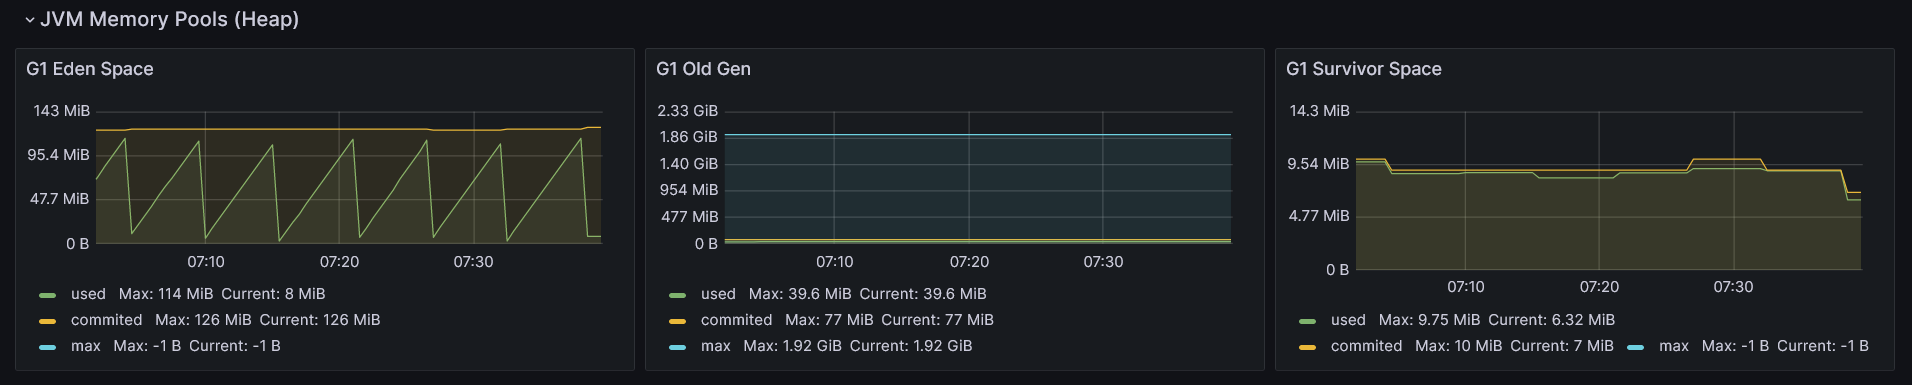 JVM Memory Pools (Heap)
G1 Eden Space
143 MiB
95.4 MiB
47.7 MiB
0 B
07:10 07:20 07:30
used Max: 114 MiB Current: 8 MiB
commited Max: 126 MiB Current: 126 MiB
max Max: -1 B Current: -1 B
G1 Old Gen
2.33 GiB
1.86 GiB
1.40 GiB
954 MiB
477 MiB
0 B
07:10 07:20 07:30
used Max: 39.6 MiB Current: 39.6 MiB
commited Max: 77 MiB Current: 77 MiB
max Max: 1.92 GiB Current: 1.92 GiB
G1 Survivor Space
14.3 MiB
9.54 MiB
4.77 MiB
0 B
07:10 07:20 07:30
used Max: 9.75 MiB Current: 6.32 MiB
commited Max: 10 MiB Current: 7 MiB max Max: -1 B Current: -1 B